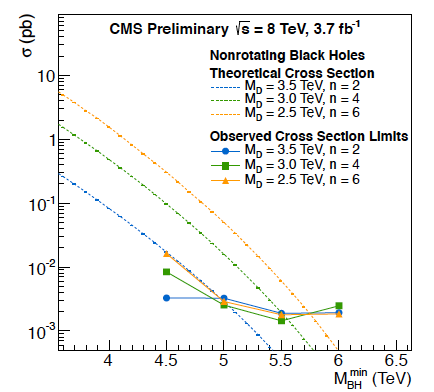 CMS Preliminary √s = 8 TeV, 3.7 fb⁻¹
σ (pb)
Nonrotating Black Holes
Theoretical Cross Section
M_D = 3.5 TeV, n = 2
M_D = 3.0 TeV, n = 4
M_D = 2.5 TeV, n = 6
Observed Cross Section Limits
M_D = 3.5 TeV, n = 2
M_D = 3.0 TeV, n = 4
M_D = 2.5 TeV, n = 6
10
1
10⁻¹
10⁻²
10⁻³
4 4.5 5 5.5 6 6.5
M_BH^min (TeV)